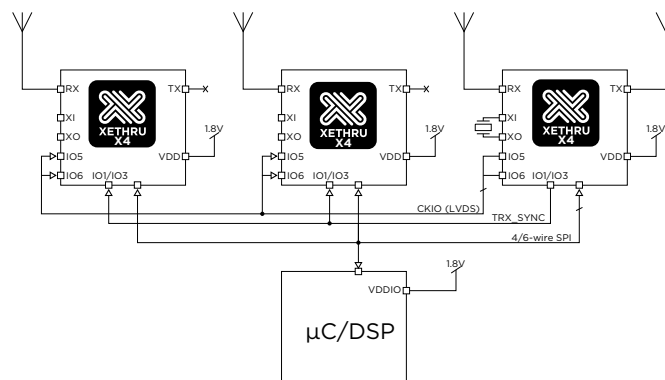 RX TX
XI
XO
XETHRU
X4
1.8V
IO5
VDD
IO6
IO1/IO3
RX TX
XI
XO
XETHRU
X4
1.8V
IO5
VDD
IO6
IO1/IO3
RX TX
XI
XO
XETHRU
X4
1.8V
IO5
VDD
IO6
IO1/IO3
CKIO (LVDS)
TRX_SYNC
4/6-wire SPI
1.8V
VDDIO
µC/DSP